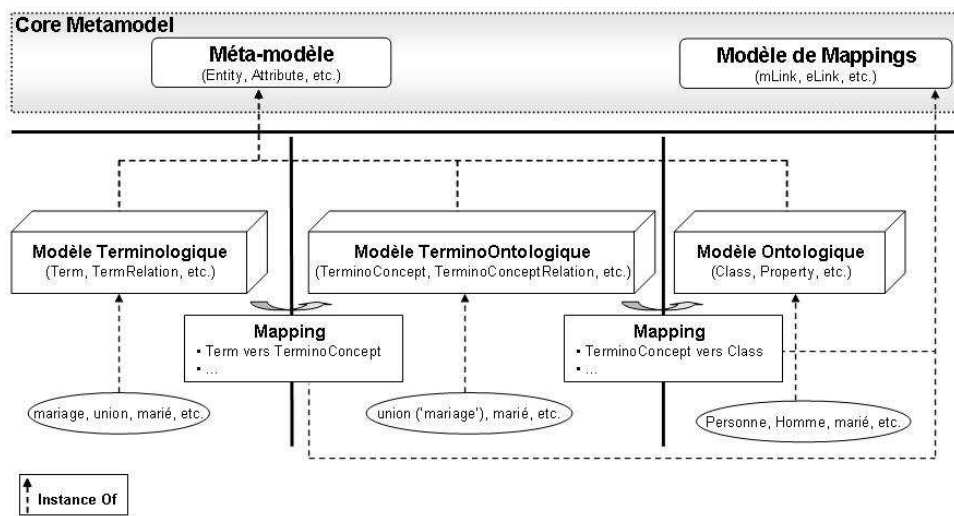 Core Metamodel
Méta-modèle
(Entity, Attribute, etc.)
Modèle de Mappings
(mLink, eLink, etc.)
Modèle Terminologique
(Term, TermRelation, etc.)
Modèle TerminoOntologique
(TerminoConcept, TerminoConceptRelation, etc.)
Modèle Ontologique
(Class, Property, etc.)
Mapping
▪ Term vers TerminoConcept
▪ ...
Mapping
▪ TerminoConcept vers Class
▪ ...
mariage, union, marié, etc.
union ('mariage'), marié, etc.
Personne, Homme, marié, etc.
Instance Of